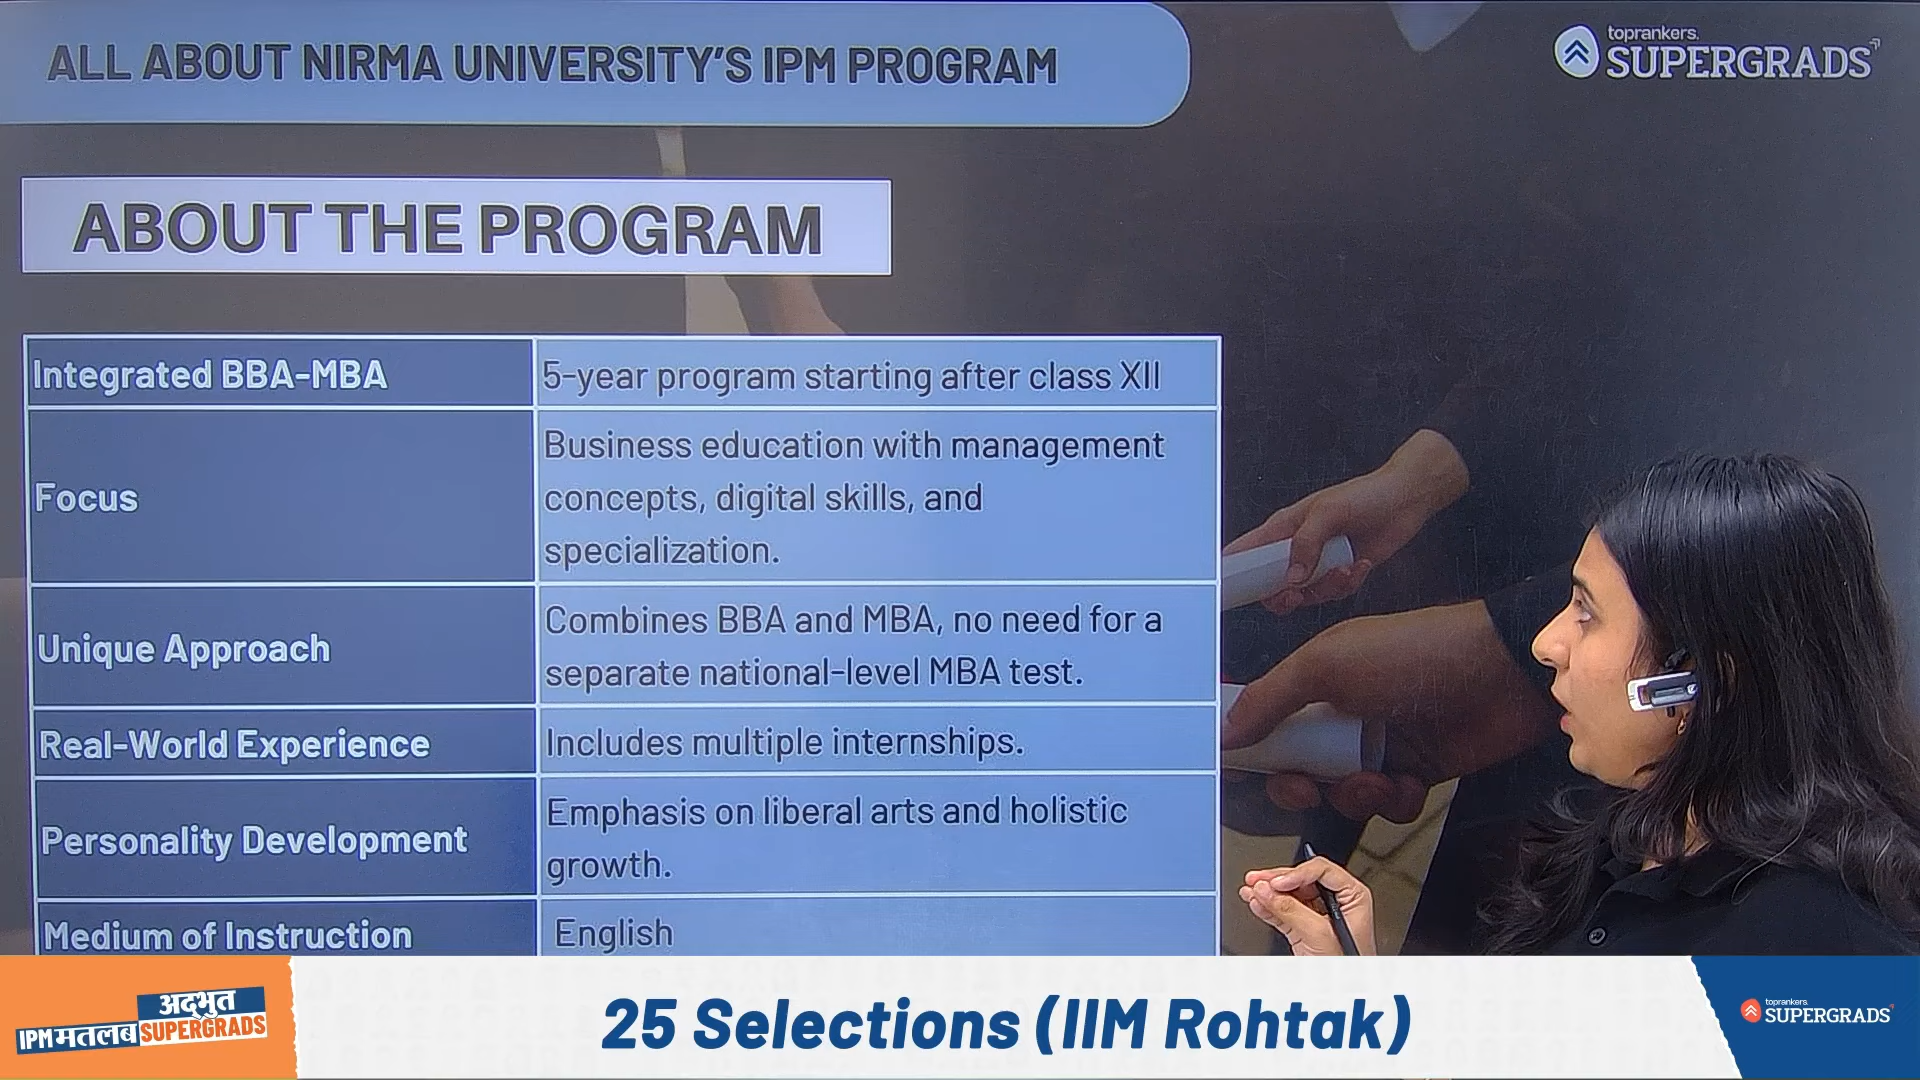 ALL ABOUT NIRMA UNIVERSITY'S IPM PROGRAM
toprankers.
SUPERGRADS
ABOUT THE PROGRAM
Integrated BBA-MBA
5-year program starting after class XII
Focus
Business education with management
concepts, digital skills, and
specialization.
Unique Approach
Combines BBA and MBA, no need for a
separate national-level MBA test.
Real-World Experience
Includes multiple internships.
Personality Development
Emphasis on liberal arts and holistic
growth.
Medium of Instruction
English
अद्भुत
IPM मतलब SUPERGRADS
25 Selections (IIM Rohtak)
toprankers.
SUPERGRADS